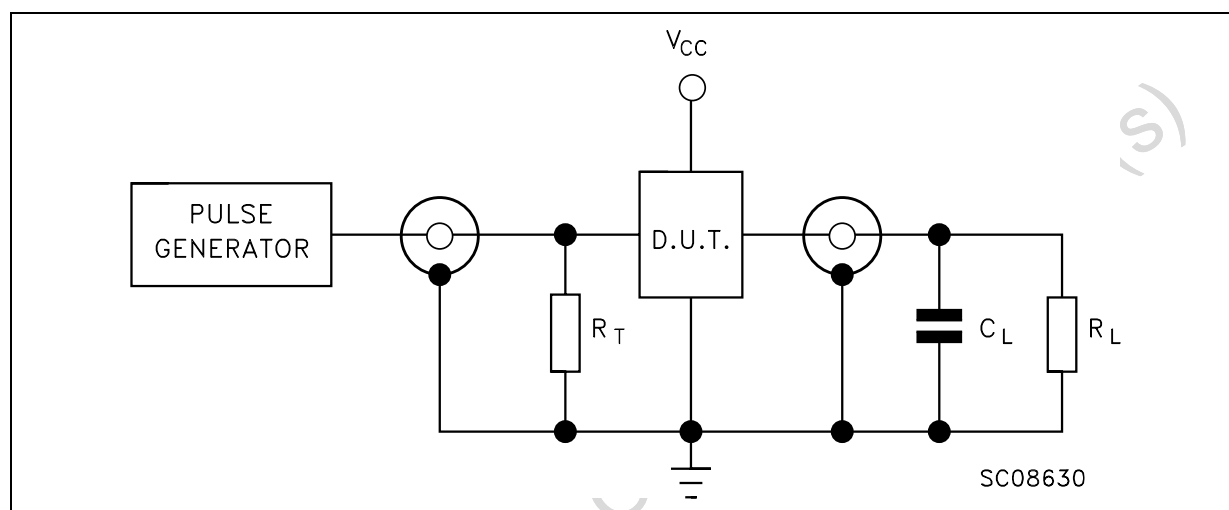 VCC
PULSE
GENERATOR
D.U.T.
RT
CL
RL
SC08630
(s)